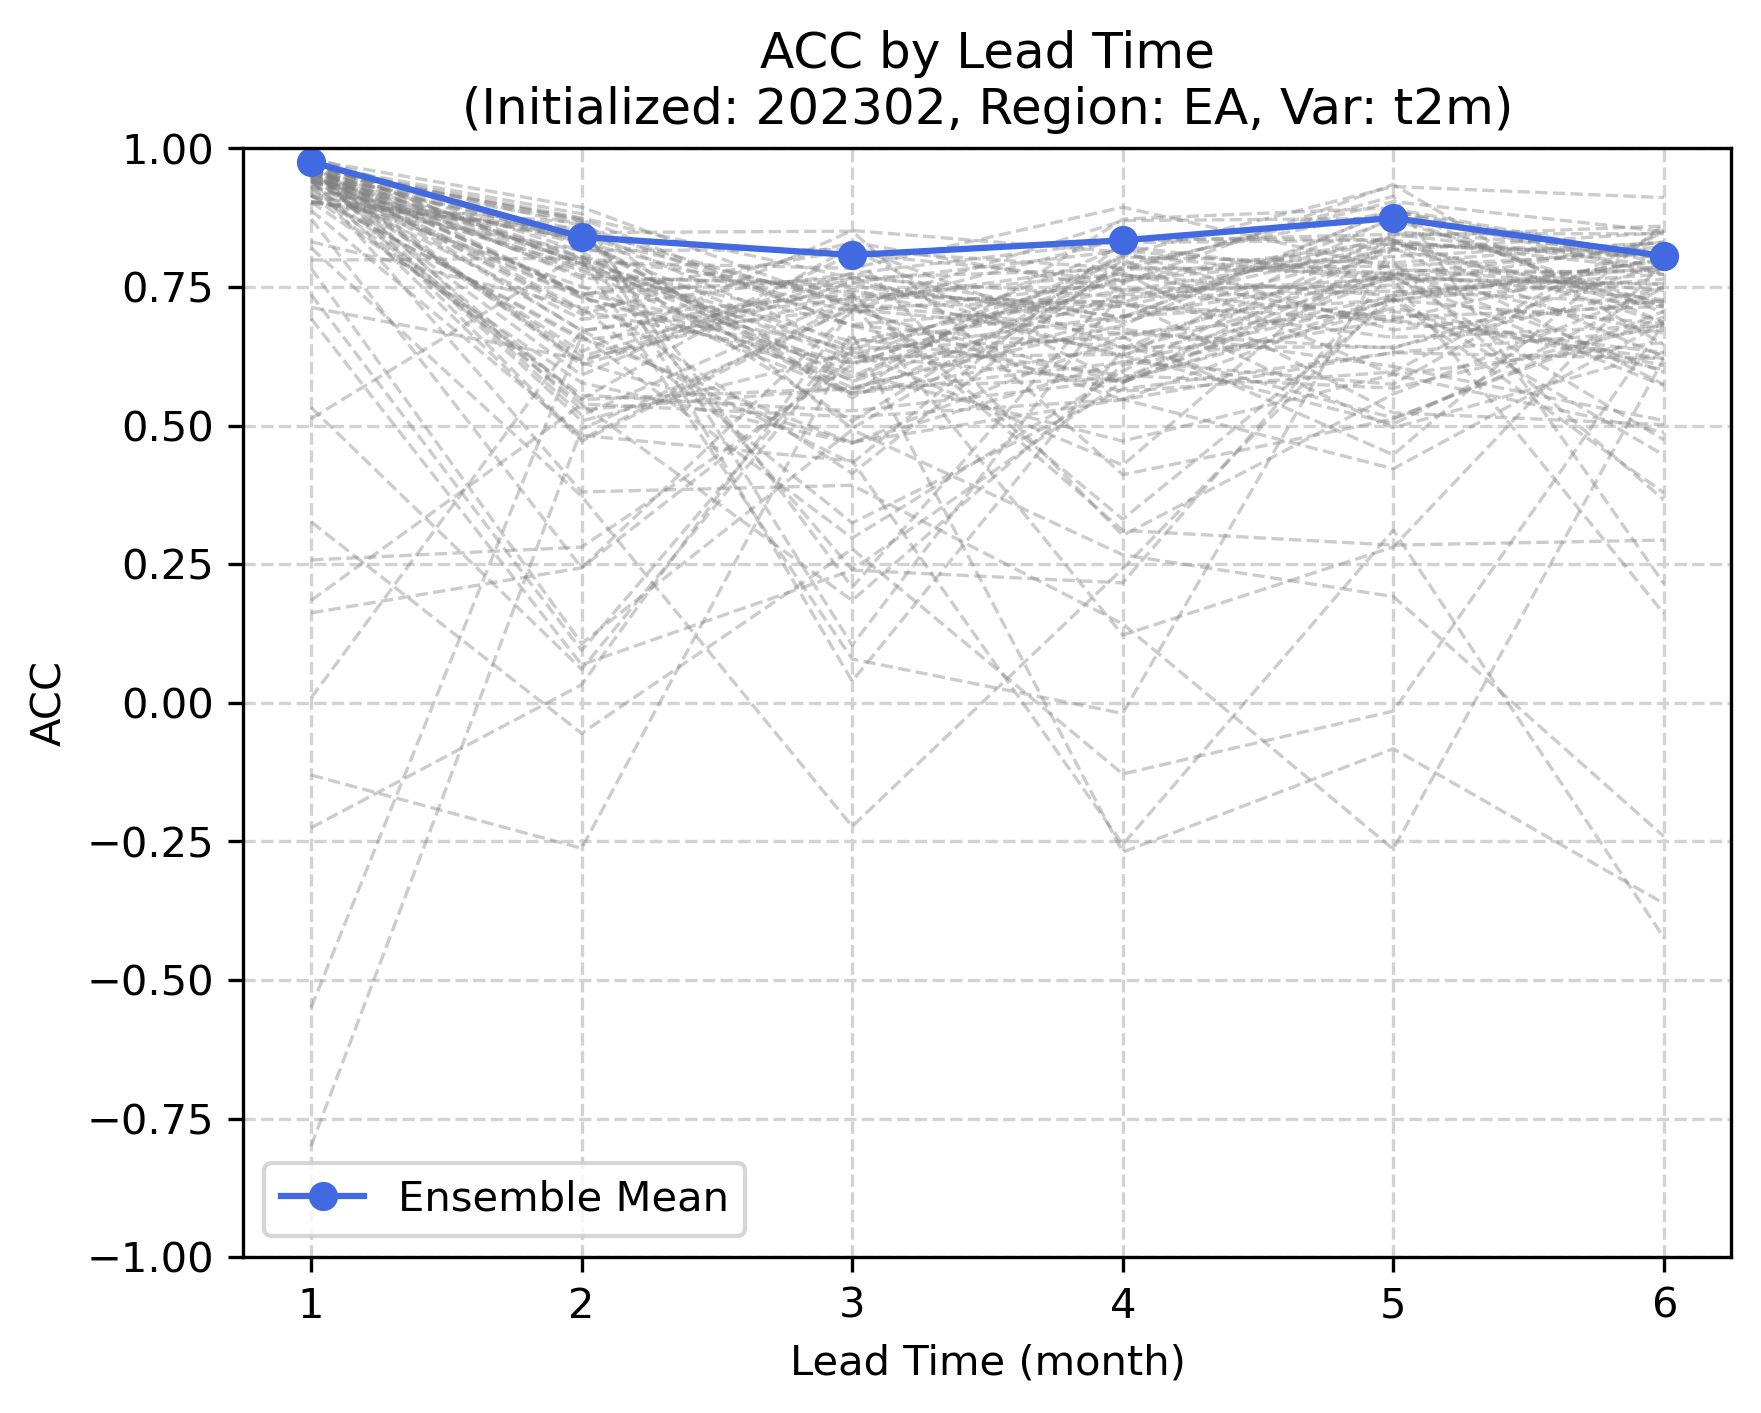 ACC by Lead Time
(Initialized: 202302, Region: EA, Var: t2m)
1.00
0.75
0.50
0.25
0.00
−0.25
−0.50
−0.75
−1.00
ACC
Ensemble Mean
1 2 3 4 5 6
Lead Time (month)